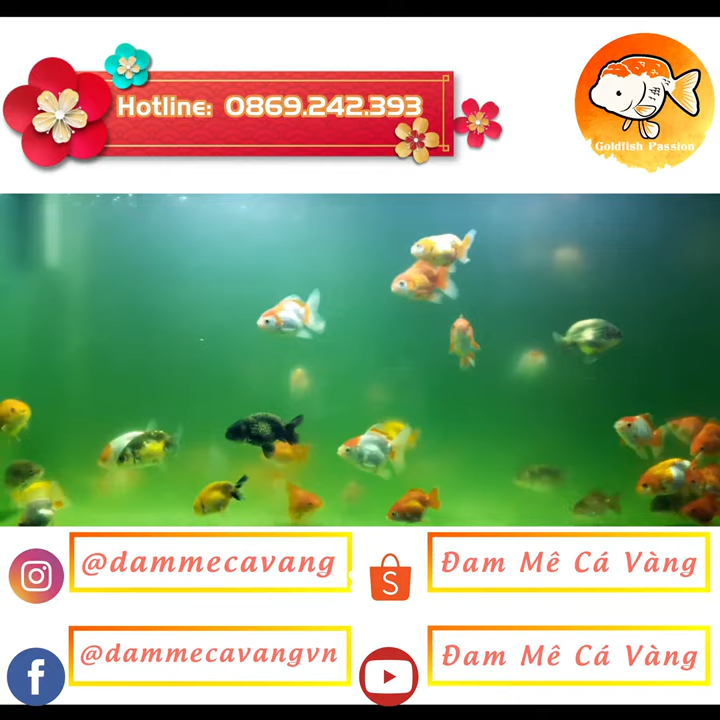 Hotline: 0869.242.393
Goldfish Passion
@dammecavang
Đam Mê Cá Vàng
@dammecavangvn
Đam Mê Cá Vàng